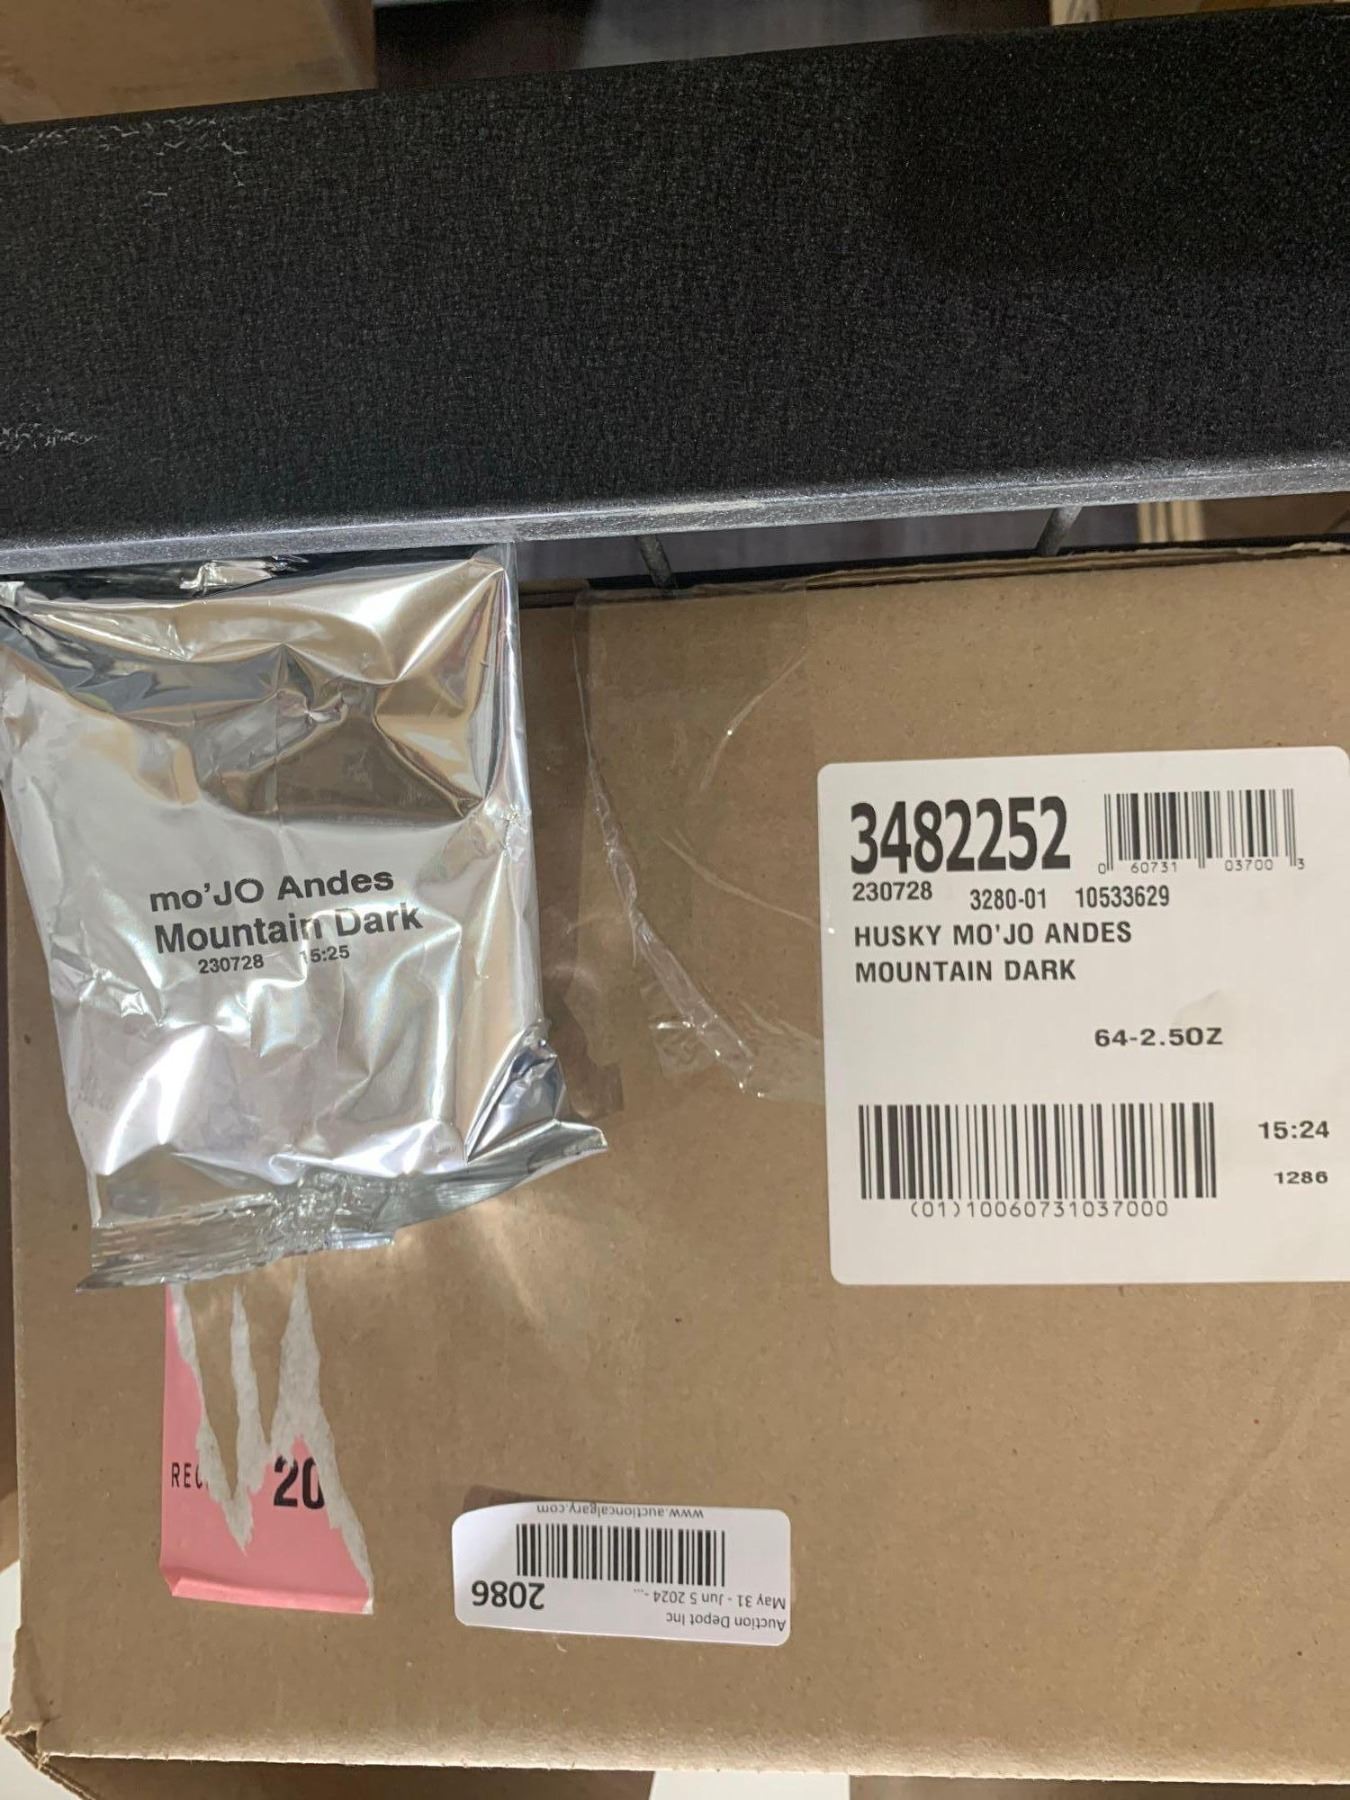 mo'JO Andes
Mountain Dark
230728 15:25
3482252
0 60731 03700 3
230728 3280-01 10533629
HUSKY MO'JO ANDES
MOUNTAIN DARK
64-2.5OZ
15:24
1286
(01)10060731037000
REC 20
Auction Depot Inc
May 31 - Jun 5 2024 -...
2086
www.auctioncalgary.com